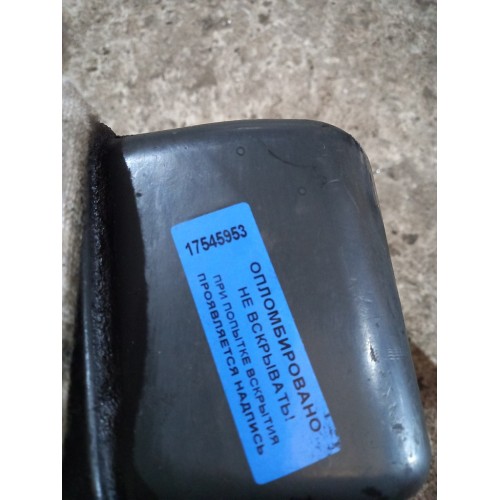 17545953
ОПЛОМБИРОВАНО
НЕ ВСКРЫВАТЬ!
ПРИ ПОПЫТКЕ ВСКРЫТИЯ
ПРОЯВЛЯЕТСЯ НАДПИСЬ